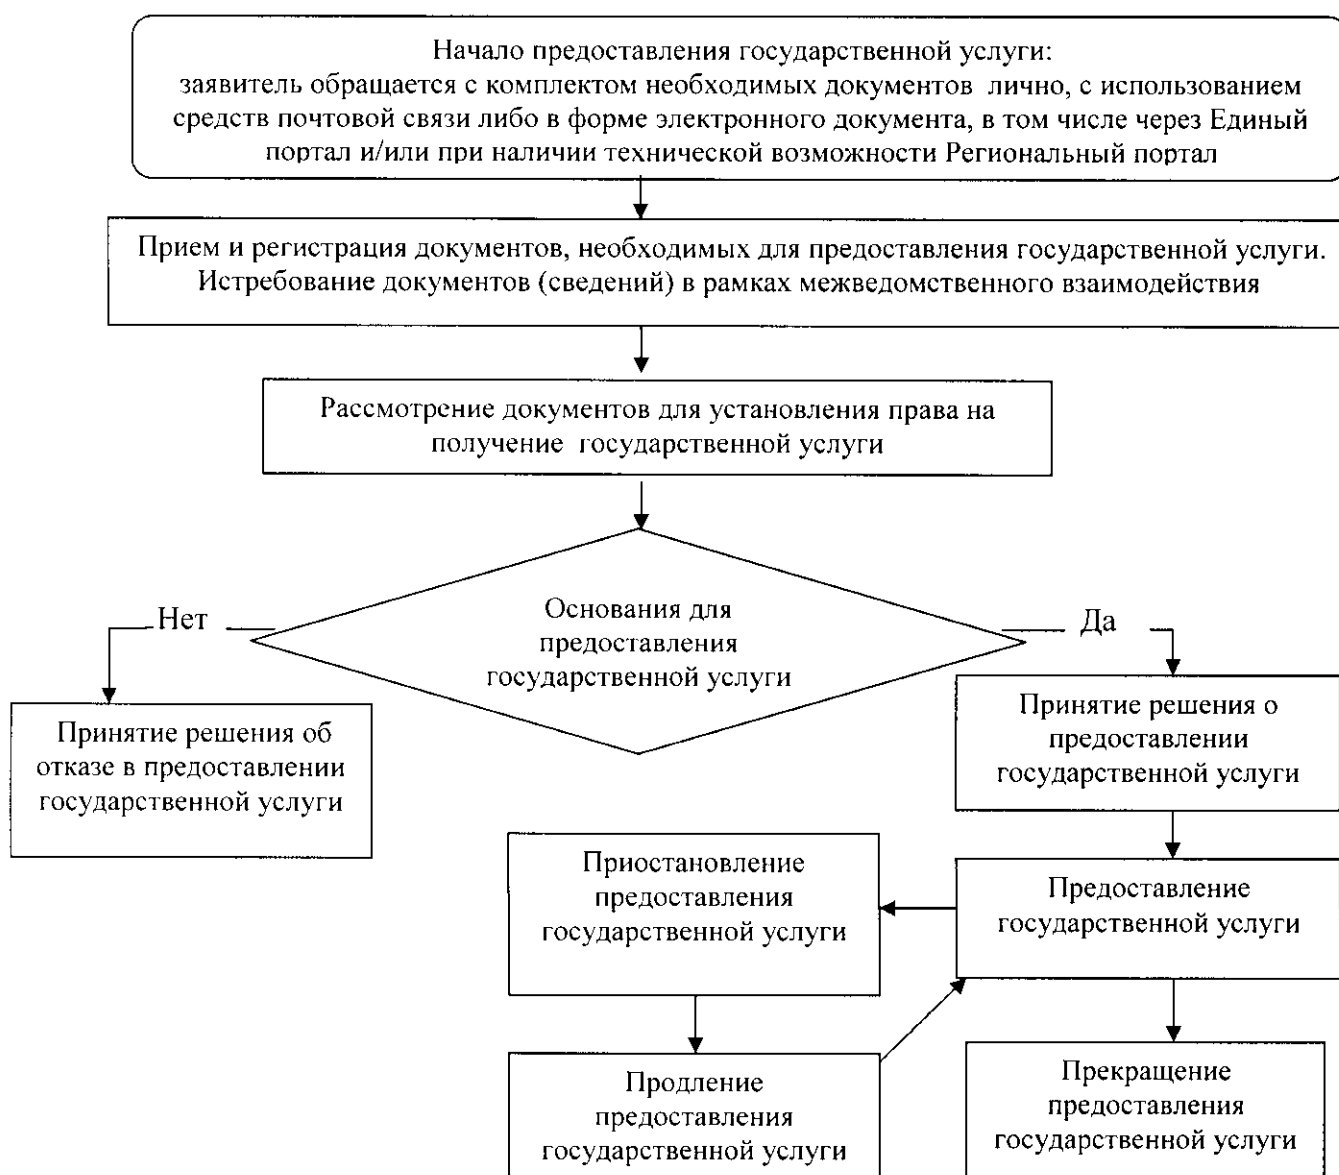 Начало предоставления государственной услуги:
заявитель обращается с комплектом необходимых документов лично, с использованием
средств почтовой связи либо в форме электронного документа, в том числе через Единый
портал и/или при наличии технической возможности Региональный портал
Прием и регистрация документов, необходимых для предоставления государственной услуги.
Истребование документов (сведений) в рамках межведомственного взаимодействия
Рассмотрение документов для установления права на
получение государственной услуги
Основания для
предоставления
государственной услуги
Нет
Да
Принятие решения об
отказе в предоставлении
государственной услуги
Принятие решения о
предоставлении
государственной услуги
Приостановление
предоставления
государственной услуги
Предоставление
государственной услуги
Продление
предоставления
государственной услуги
Прекращение
предоставления
государственной услуги